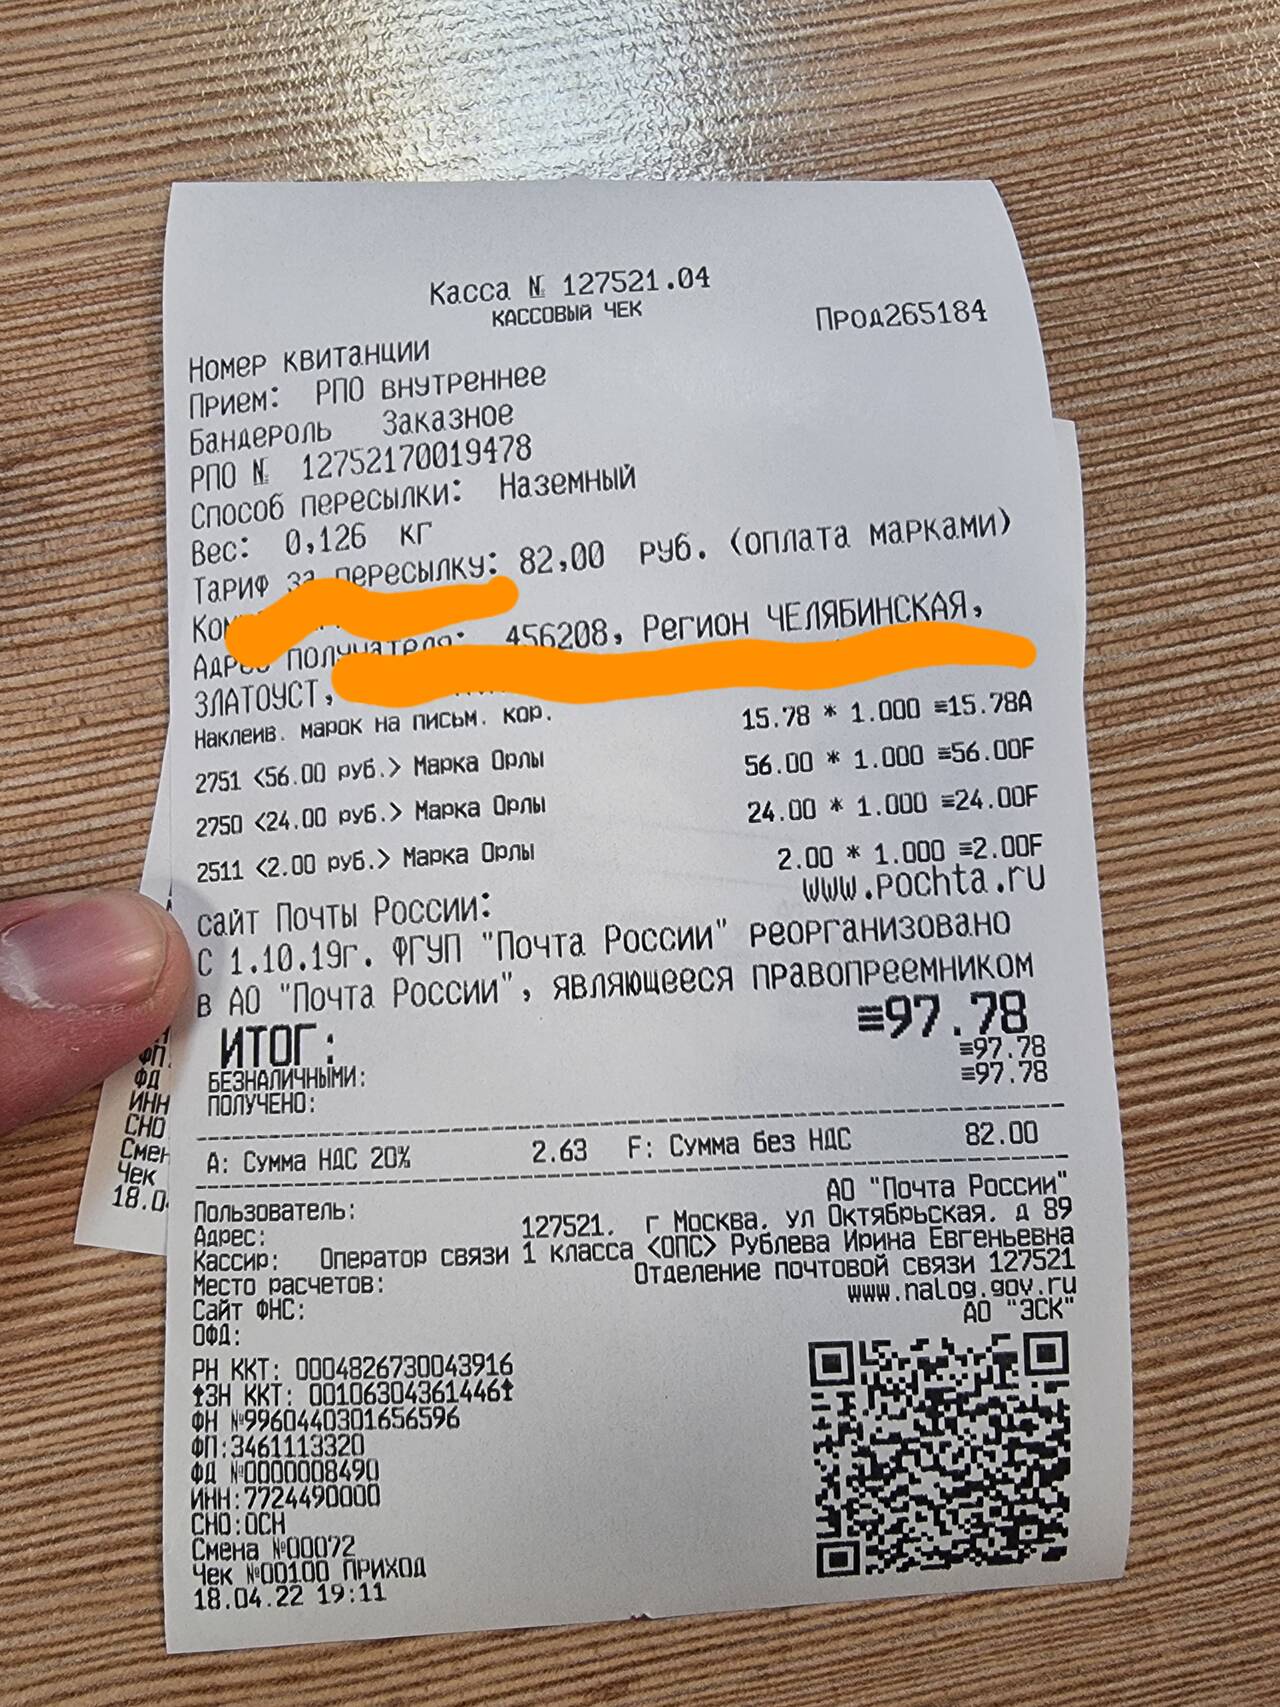 Касса № 127521.04
КАССОВЫЙ ЧЕК
Прод265184
Номер квитанции
Прием: РПО внутреннее
Бандероль Заказное
РПО № 12752170019478
Способ пересылки: Наземный
Вес: 0,126 кг
Тариф за пересылку: 82,00 руб. (оплата марками)
Адрес получателя: 456208, Регион ЧЕЛЯБИНСКАЯ,
ЗЛАТОУСТ,
Наклеив. марок на письм. кор. 15.78 * 1.000 ≡15.78A
2751 <56.00 руб.> Марка Орлы 56.00 * 1.000 ≡56.00F
2750 <24.00 руб.> Марка Орлы 24.00 * 1.000 ≡24.00F
2511 <2.00 руб.> Марка Орлы 2.00 * 1.000 ≡2.00F
сайт Почты России: www.pochta.ru
С 1.10.19г. ФГУП "Почта России" реорганизовано
в АО "Почта России", являющееся правопреемником
ИТОГ: ≡97.78
БЕЗНАЛИЧНЫМИ: ≡97.78
ПОЛУЧЕНО: ≡97.78
A: Сумма НДС 20% 2.63 F: Сумма без НДС 82.00
Пользователь: АО "Почта России"
Адрес: 127521. г Москва. ул Октябрьская. д 89
Кассир: Оператор связи 1 класса <ОПС> Рублева Ирина Евгеньевна
Место расчетов: Отделение почтовой связи 127521
Сайт ФНС: www.nalog.gov.ru
ОФД: АО "ЭСК"
РН ККТ: 0004826730043916
ЗН ККТ: 00106304361446
ФН №9960440301656596
ФП:3461113320
ФД №0000008490
ИНН:7724490000
СНО:ОСН
Смена №00072
Чек №00100 ПРИХОД
18.04.22 19:11
ФП:
ФД
ИНН
СНО
Чек